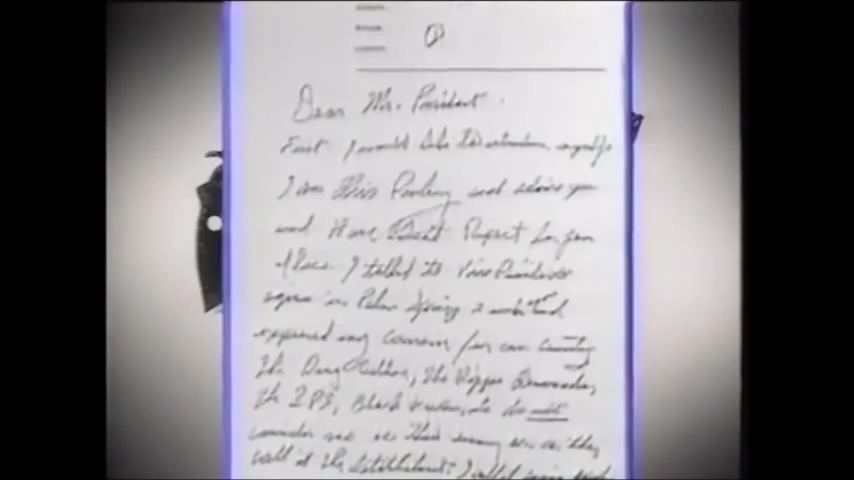 Dear Mr. President.
First I would like to introduce myself.
I am Elvis Presley and admire you
and Have Great Respect for your
office. I talked to Vice President
Agnew in Palm Springs
expressed my concern for our country
The Drug Culture, The Hippie Elements,
the SDS, Black Panthers, etc do not
consider me as their enemy or as they
call it the Establishment. I call